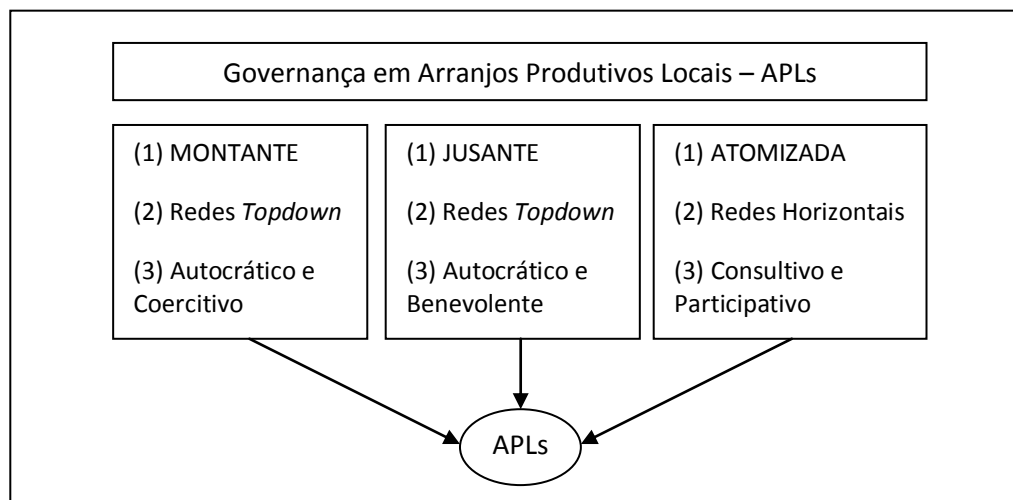 Governança em Arranjos Produtivos Locais – APLs
(1) MONTANTE
(2) Redes Topdown
(3) Autocrático e
Coercitivo
(1) JUSANTE
(2) Redes Topdown
(3) Autocrático e
Benevolente
(1) ATOMIZADA
(2) Redes Horizontais
(3) Consultivo e
Participativo
APLs